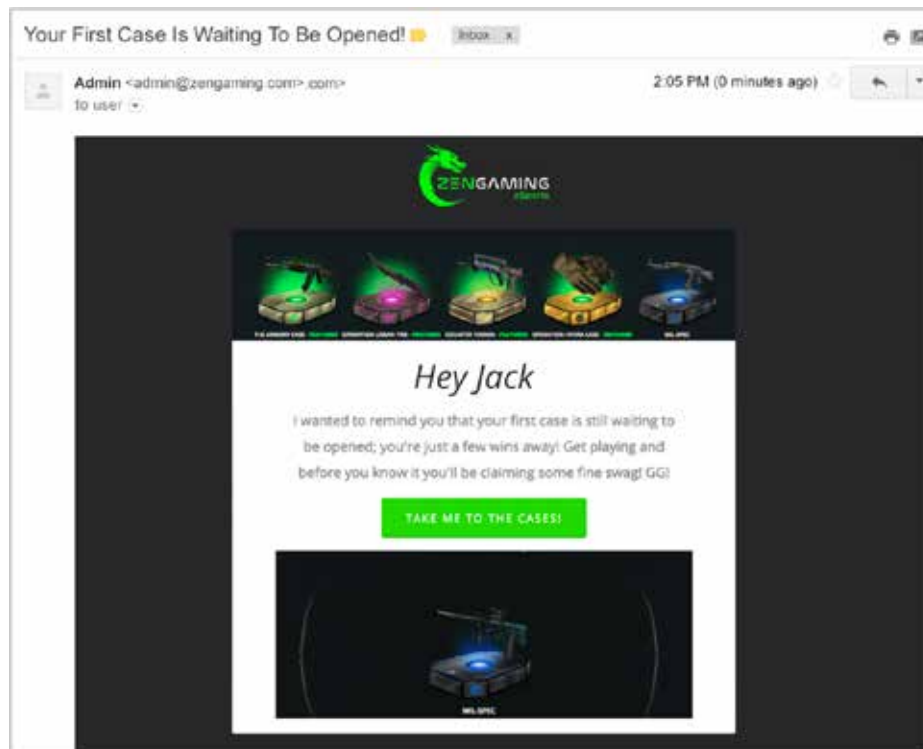 Your First Case Is Waiting To Be Opened!
Inbox x
Admin <admin@zengaming.com>.com>
2:05 PM (0 minutes ago)
to user
ZENGAMING
eSports
MIL-SPEC
Hey Jack
I wanted to remind you that your first case is still waiting to
be opened; you're just a few wins away! Get playing and
before you know it you'll be claiming some fine swag! GG!
TAKE ME TO THE CASES!
MIL-SPEC